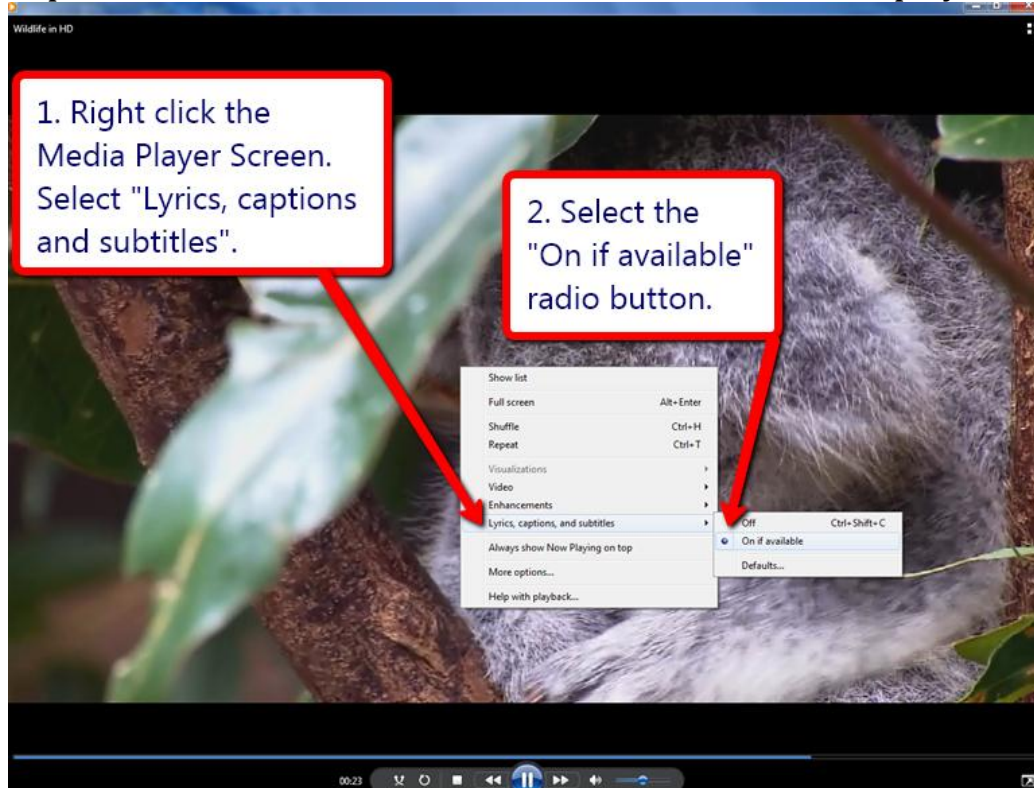 Wildlife in HD
1. Right click the
Media Player Screen.
Select "Lyrics, captions
and subtitles".
2. Select the
"On if available"
radio button.
Show list
Full screen Alt+Enter
Shuffle Ctrl+H
Repeat Ctrl+T
Visualizations
Video
Enhancements
Lyrics, captions, and subtitles
Off Ctrl+Shift+C
On if available
Defaults...
Always show Now Playing on top
More options...
Help with playback...
00:23